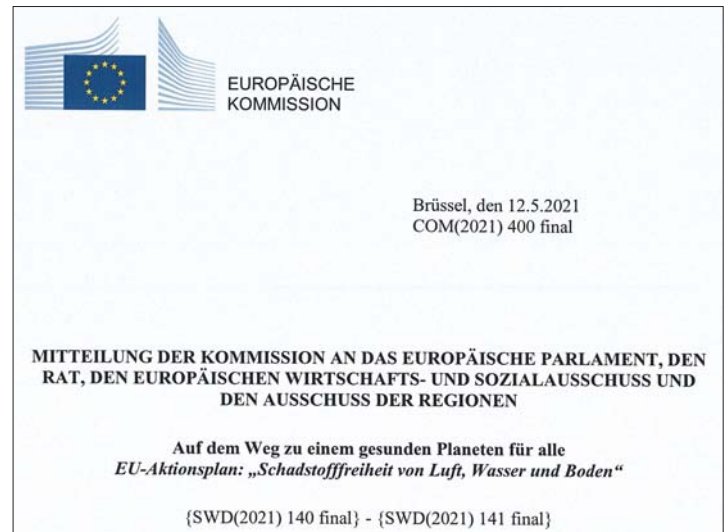 EUROPÄISCHE
KOMMISSION
Brüssel, den 12.5.2021
COM(2021) 400 final
MITTEILUNG DER KOMMISSION AN DAS EUROPÄISCHE PARLAMENT, DEN
RAT, DEN EUROPÄISCHEN WIRTSCHAFTS- UND SOZIALAUSSCHUSS UND
DEN AUSSCHUSS DER REGIONEN
Auf dem Weg zu einem gesunden Planeten für alle
EU-Aktionsplan: „Schadstofffreiheit von Luft, Wasser und Boden“
{SWD(2021) 140 final} - {SWD(2021) 141 final}